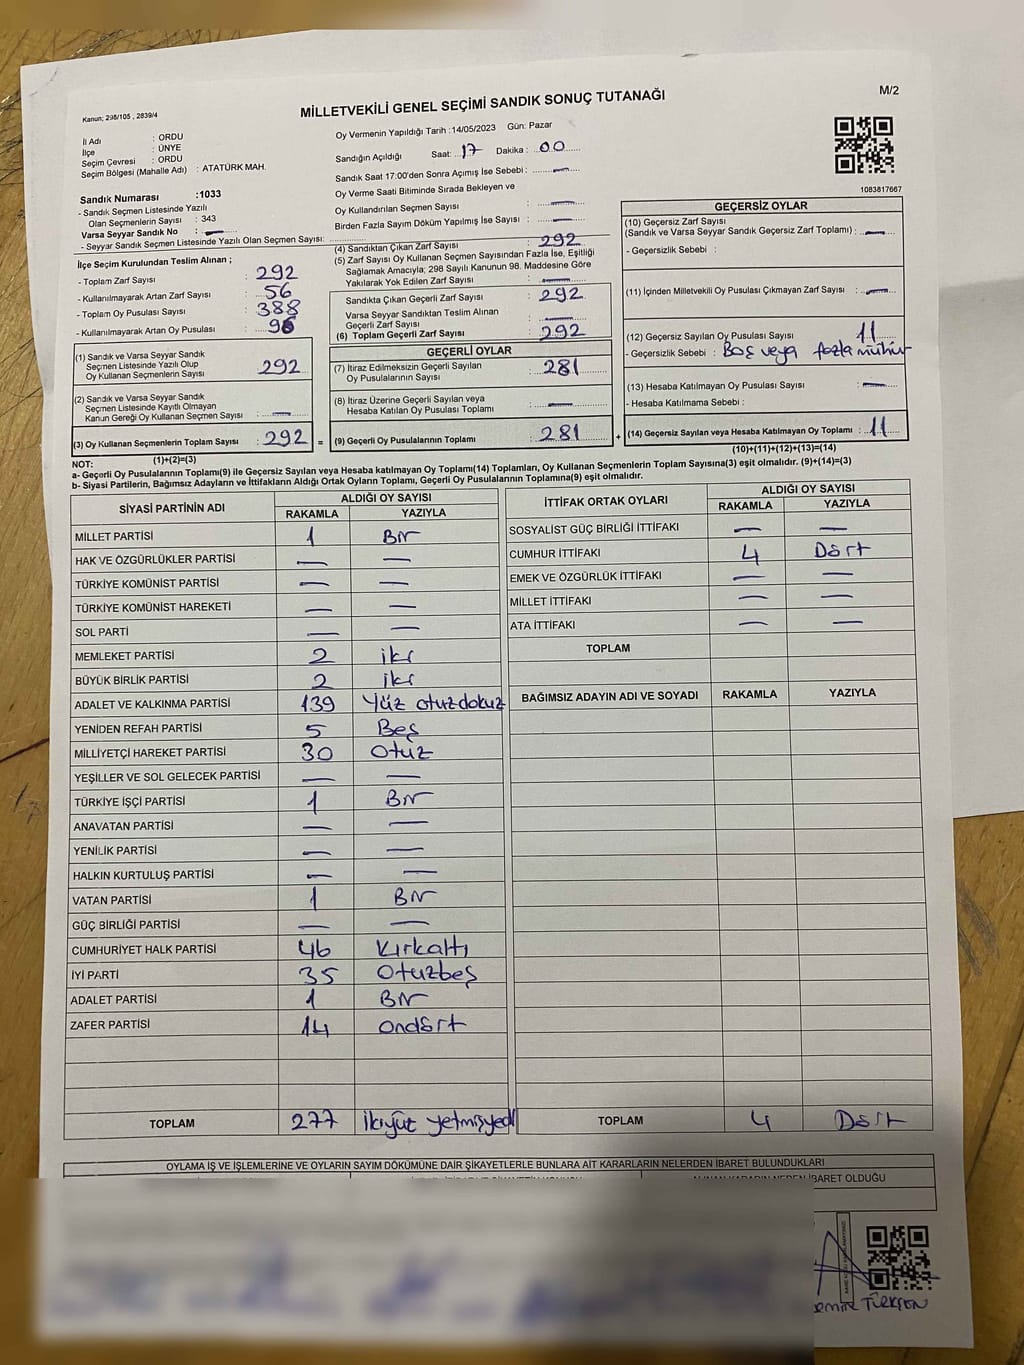 M/2
MİLLETVEKİLİ GENEL SEÇİMİ SANDIK SONUÇ TUTANAĞI
Kanun; 298/105 , 2839/4
İl Adı : ORDU
İlçe : ÜNYE
Seçim Çevresi : ORDU
Seçim Bölgesi (Mahalle Adı) : ATATÜRK MAH.
Oy Vermenin Yapıldığı Tarih :14/05/2023 Gün: Pazar
Sandığın Açıldığı Saat: 17 Dakika : 00
Sandık Saat 17:00'den Sonra Açımış İse Sebebi : —
Oy Verme Saati Bitiminde Sırada Bekleyen ve
Oy Kullandırılan Seçmen Sayısı : —
Birden Fazla Sayım Döküm Yapılmış İse Sayısı : —
1083817667
Sandık Numarası :1033
- Sandık Seçmen Listesinde Yazılı
Olan Seçmenlerin Sayısı : 343
Varsa Seyyar Sandık No : —
- Seyyar Sandık Seçmen Listesinde Yazılı Olan Seçmen Sayısı:
İlçe Seçim Kurulundan Teslim Alınan ;
- Toplam Zarf Sayısı : 292
- Kullanılmayarak Artan Zarf Sayısı : 56
- Toplam Oy Pusulası Sayısı : 388
- Kullanılmayarak Artan Oy Pusulası : 96
(1) Sandık ve Varsa Seyyar Sandık
Seçmen Listesinde Yazılı Olup
Oy Kullanan Seçmenlerin Sayısı : 292
(2) Sandık ve Varsa Seyyar Sandık
Seçmen Listesinde Kayıtlı Olmayan
Kanun Gereği Oy Kullanan Seçmen Sayısı : —
(3) Oy Kullanan Seçmenlerin Toplam Sayısı : 292 =
(1)+(2)=(3)
(4) Sandıktan Çıkan Zarf Sayısı : 292
(5) Zarf Sayısı Oy Kullanan Seçmen Sayısından Fazla İse, Eşitliği
Sağlamak Amacıyla; 298 Sayılı Kanunun 98. Maddesine Göre
Yakılarak Yok Edilen Zarf Sayısı : —
Sandıkta Çıkan Geçerli Zarf Sayısı : 292
Varsa Seyyar Sandıktan Teslim Alınan
Geçerli Zarf Sayısı : —
(6) Toplam Geçerli Zarf Sayısı : 292
GEÇERLİ OYLAR
(7) İtiraz Edilmeksizin Geçerli Sayılan
Oy Pusulalarının Sayısı : 281
(8) İtiraz Üzerine Geçerli Sayılan veya
Hesaba Katılan Oy Pusulası Toplamı : —
(9) Geçerli Oy Pusulalarının Toplamı : 281 +
GEÇERSİZ OYLAR
(10) Geçersiz Zarf Sayısı
(Sandık ve Varsa Seyyar Sandık Geçersiz Zarf Toplamı) : —
- Geçersizlik Sebebi :
(11) İçinden Milletvekili Oy Pusulası Çıkmayan Zarf Sayısı : —
(12) Geçersiz Sayılan Oy Pusulası Sayısı : 11
- Geçersizlik Sebebi : Boş veya fazla mühür
(13) Hesaba Katılmayan Oy Pusulası Sayısı : —
- Hesaba Katılmama Sebebi :
(14) Geçersiz Sayılan veya Hesaba Katılmayan Oy Toplamı : 11
(10)+(11)+(12)+(13)=(14)
NOT:
a- Geçerli Oy Pusulalarının Toplamı(9) ile Geçersiz Sayılan veya Hesaba katılmayan Oy Toplamı(14) Toplamları, Oy Kullanan Seçmenlerin Toplam Sayısına(3) eşit olmalıdır. (9)+(14)=(3)
b- Siyasi Partilerin, Bağımsız Adayların ve İttifakların Aldığı Ortak Oyların Toplamı, Geçerli Oy Pusulalarının Toplamına(9) eşit olmalıdır.
SİYASİ PARTİNİN ADI ALDIĞI OY SAYISI
RAKAMLA YAZIYLA
MİLLET PARTİSİ 1 Bir
HAK VE ÖZGÜRLÜKLER PARTİSİ — —
TÜRKİYE KOMÜNİST PARTİSİ — —
TÜRKİYE KOMÜNİST HAREKETİ — —
SOL PARTİ — —
MEMLEKET PARTİSİ 2 iki
BÜYÜK BİRLİK PARTİSİ 2 iki
ADALET VE KALKINMA PARTİSİ 139 Yüz otuzdokuz
YENİDEN REFAH PARTİSİ 5 Beş
MİLLİYETÇİ HAREKET PARTİSİ 30 Otuz
YEŞİLLER VE SOL GELECEK PARTİSİ — —
TÜRKİYE İŞÇİ PARTİSİ 1 Bir
ANAVATAN PARTİSİ — —
YENİLİK PARTİSİ — —
HALKIN KURTULUŞ PARTİSİ — —
VATAN PARTİSİ 1 Bir
GÜÇ BİRLİĞİ PARTİSİ — —
CUMHURİYET HALK PARTİSİ 46 Kırkaltı
İYİ PARTİ 35 Otuzbeş
ADALET PARTİSİ 1 Bir
ZAFER PARTİSİ 14 ondört
TOPLAM 277 İkiyüz yetmişyedi
İTTİFAK ORTAK OYLARI ALDIĞI OY SAYISI
RAKAMLA YAZIYLA
SOSYALİST GÜÇ BİRLİĞİ İTTİFAKI — —
CUMHUR İTTİFAKI 4 Dört
EMEK VE ÖZGÜRLÜK İTTİFAKI — —
MİLLET İTTİFAKI — —
ATA İTTİFAKI — —
TOPLAM
BAĞIMSIZ ADAYIN ADI VE SOYADI RAKAMLA YAZIYLA
TOPLAM 4 Dört
OYLAMA İŞ VE İŞLEMLERİNE VE OYLARIN SAYIM DÖKÜMÜNE DAİR ŞİKAYETLERLE BUNLARA AİT KARARLARIN NELERDEN İBARET BULUNDUKLARI
ALINAN KARARIN NEDEN İBARET OLDUĞU
TÜRKŞEN